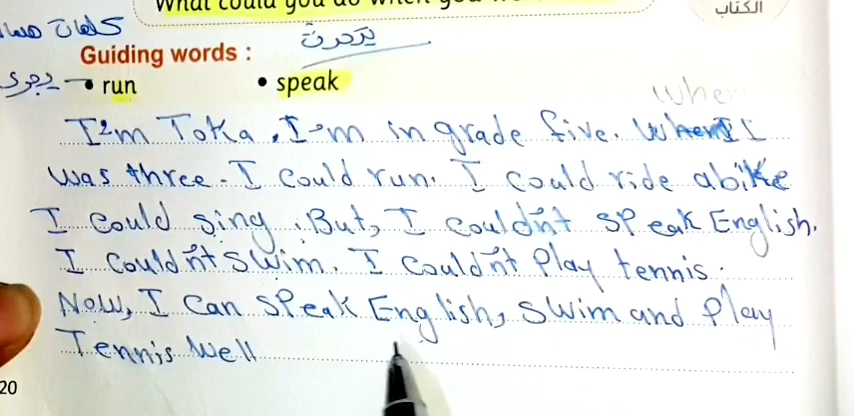 What could you do when you
الكتاب
كلمات
Guiding words :
يتحدث
يجرى
• run
• speak
Whe
I'm Toka. I'm in grade five. When I
was three. I could run. I could ride a bike
I could sing. But, I couldn't speak English.
I couldn't swim. I couldn't Play tennis.
Now, I can speak English, swim and Play
Tennis well
20